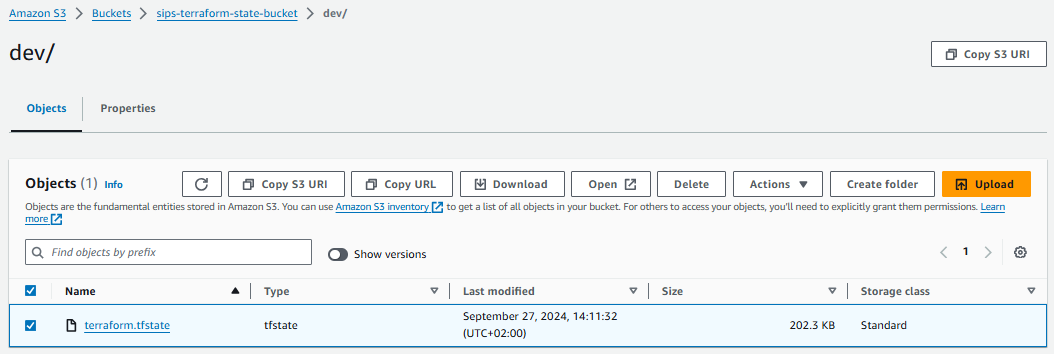 Amazon S3 > Buckets > sips-terraform-state-bucket > dev/
dev/
Copy S3 URI
Objects Properties
Objects (1) Info
Copy S3 URI Copy URL Download Open Delete Actions Create folder Upload
Objects are the fundamental entities stored in Amazon S3. You can use Amazon S3 inventory to get a list of all objects in your bucket. For others to access your objects, you'll need to explicitly grant them permissions. Learn
more
Find objects by prefix
Show versions
1
Name Type Last modified Size Storage class
terraform.tfstate tfstate September 27, 2024, 14:11:32 202.3 KB Standard
(UTC+02:00)